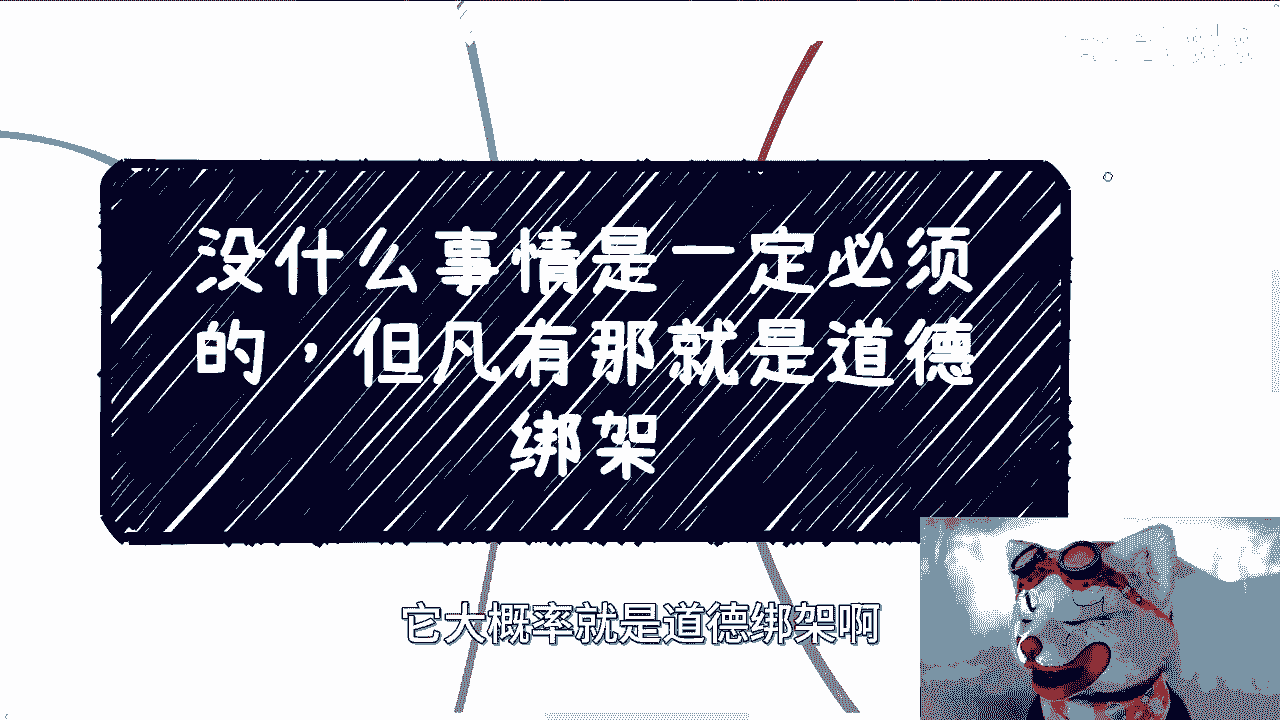 没什么事情是一定必须
的，但凡有那就是道德
绑架
它大概率就是道德绑架啊